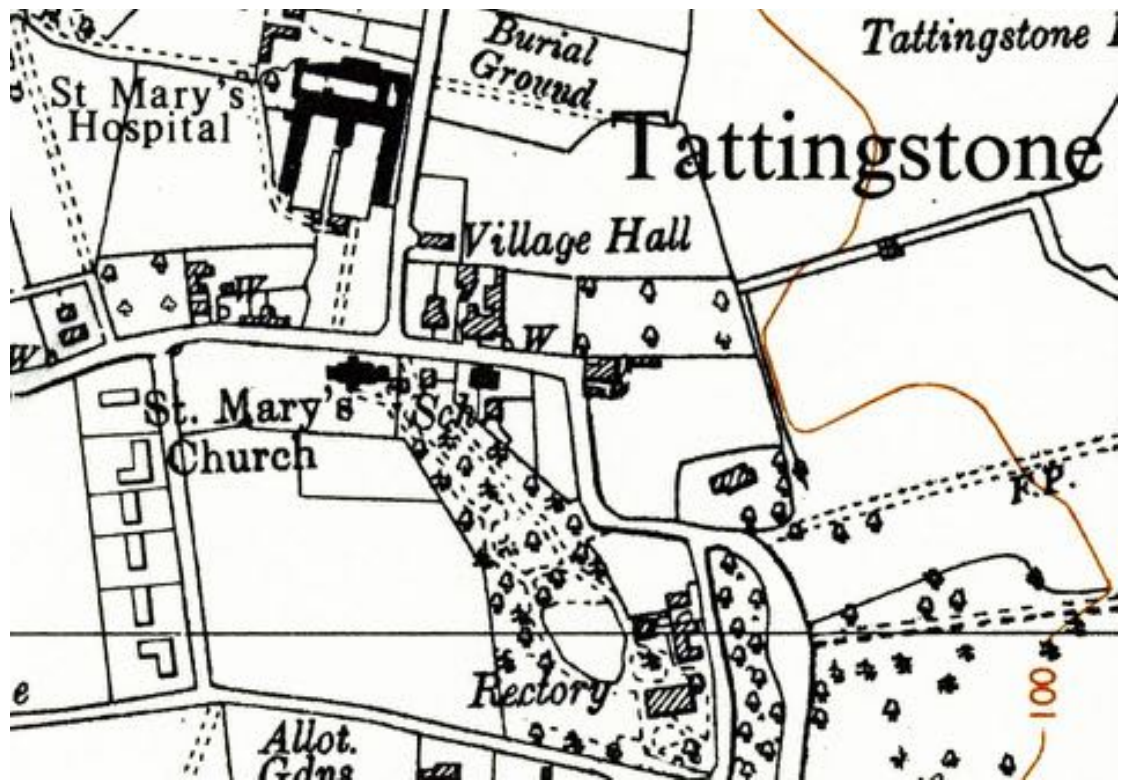 Burial
Ground
Tattingstone
St Mary's
Hospital
Tattingstone
Village Hall
W
W
W
St. Mary's
Church
Sch
F.P.
Rectory
100
e
Allot.
Gdns